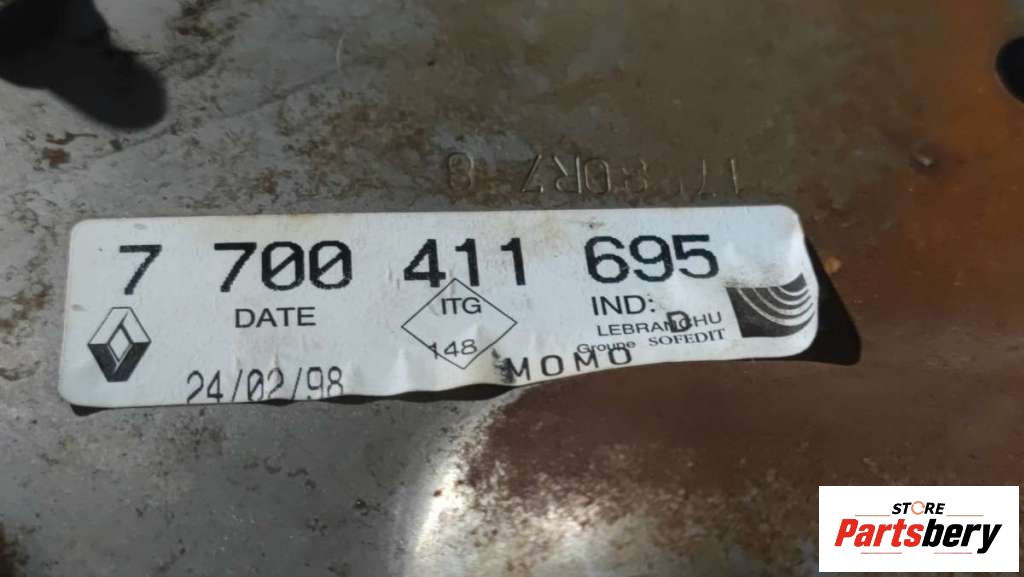 7 700 411 695
DATE
ITG
148
IND: D
LEBRANCHU
Groupe SOFEDIT
24/02/98
MOMO
STORE
Partsbery